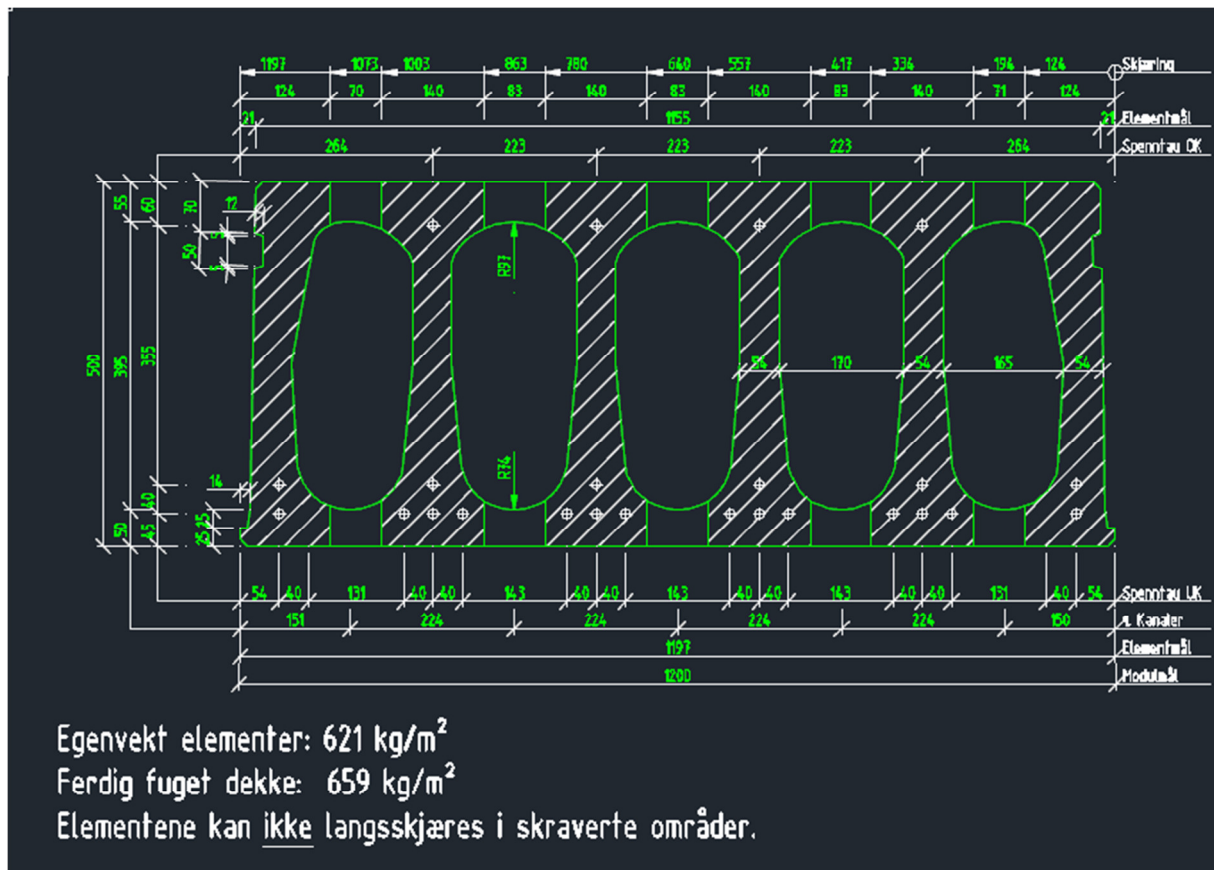 1197 1073 1003 863 780 640 557 417 334 194 124 Skjæring
124 70 140 83 140 83 140 83 140 71 124
21 1155 21 Elementmål
264 223 223 223 264 Spenntau OK
55 60 70 12
50 5
5
R97
500 395 355
54 170 54 165 54
R74
14
40
50 45 25 25
54 40 131 40 40 143 40 40 143 40 40 143 40 40 131 40 54 Spenntau UK
151 224 224 224 224 150 Kanaler
1197 Elementmål
1200 Modulmål
Egenvekt elementer: 621 kg/m²
Ferdig fuget dekke: 659 kg/m²
Elementene kan ikke langsskjæres i skraverte områder.